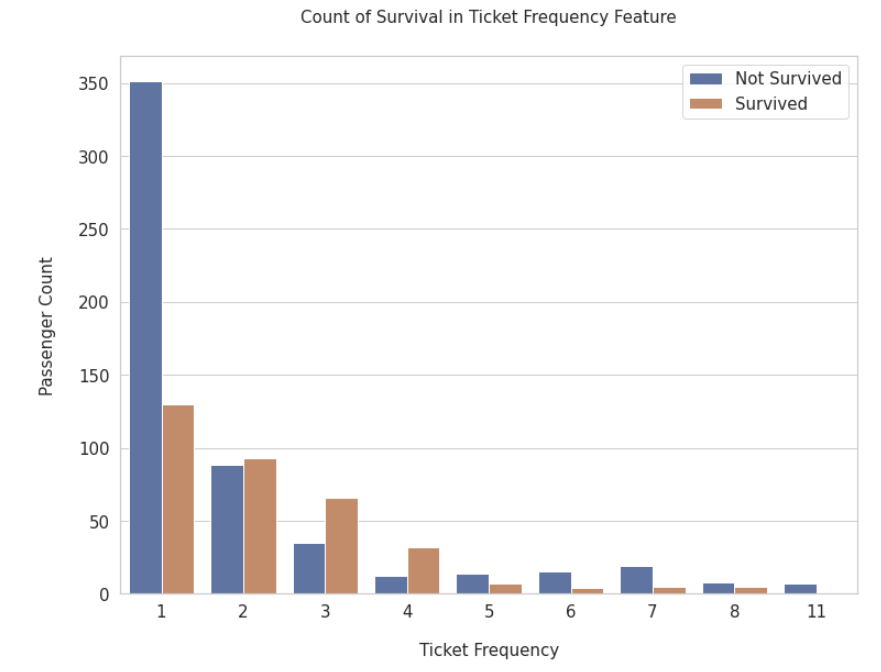 Count of Survival in Ticket Frequency Feature
Not Survived
Survived
Passenger Count
350
300
250
200
150
100
50
0
1 2 3 4 5 6 7 8 11
Ticket Frequency